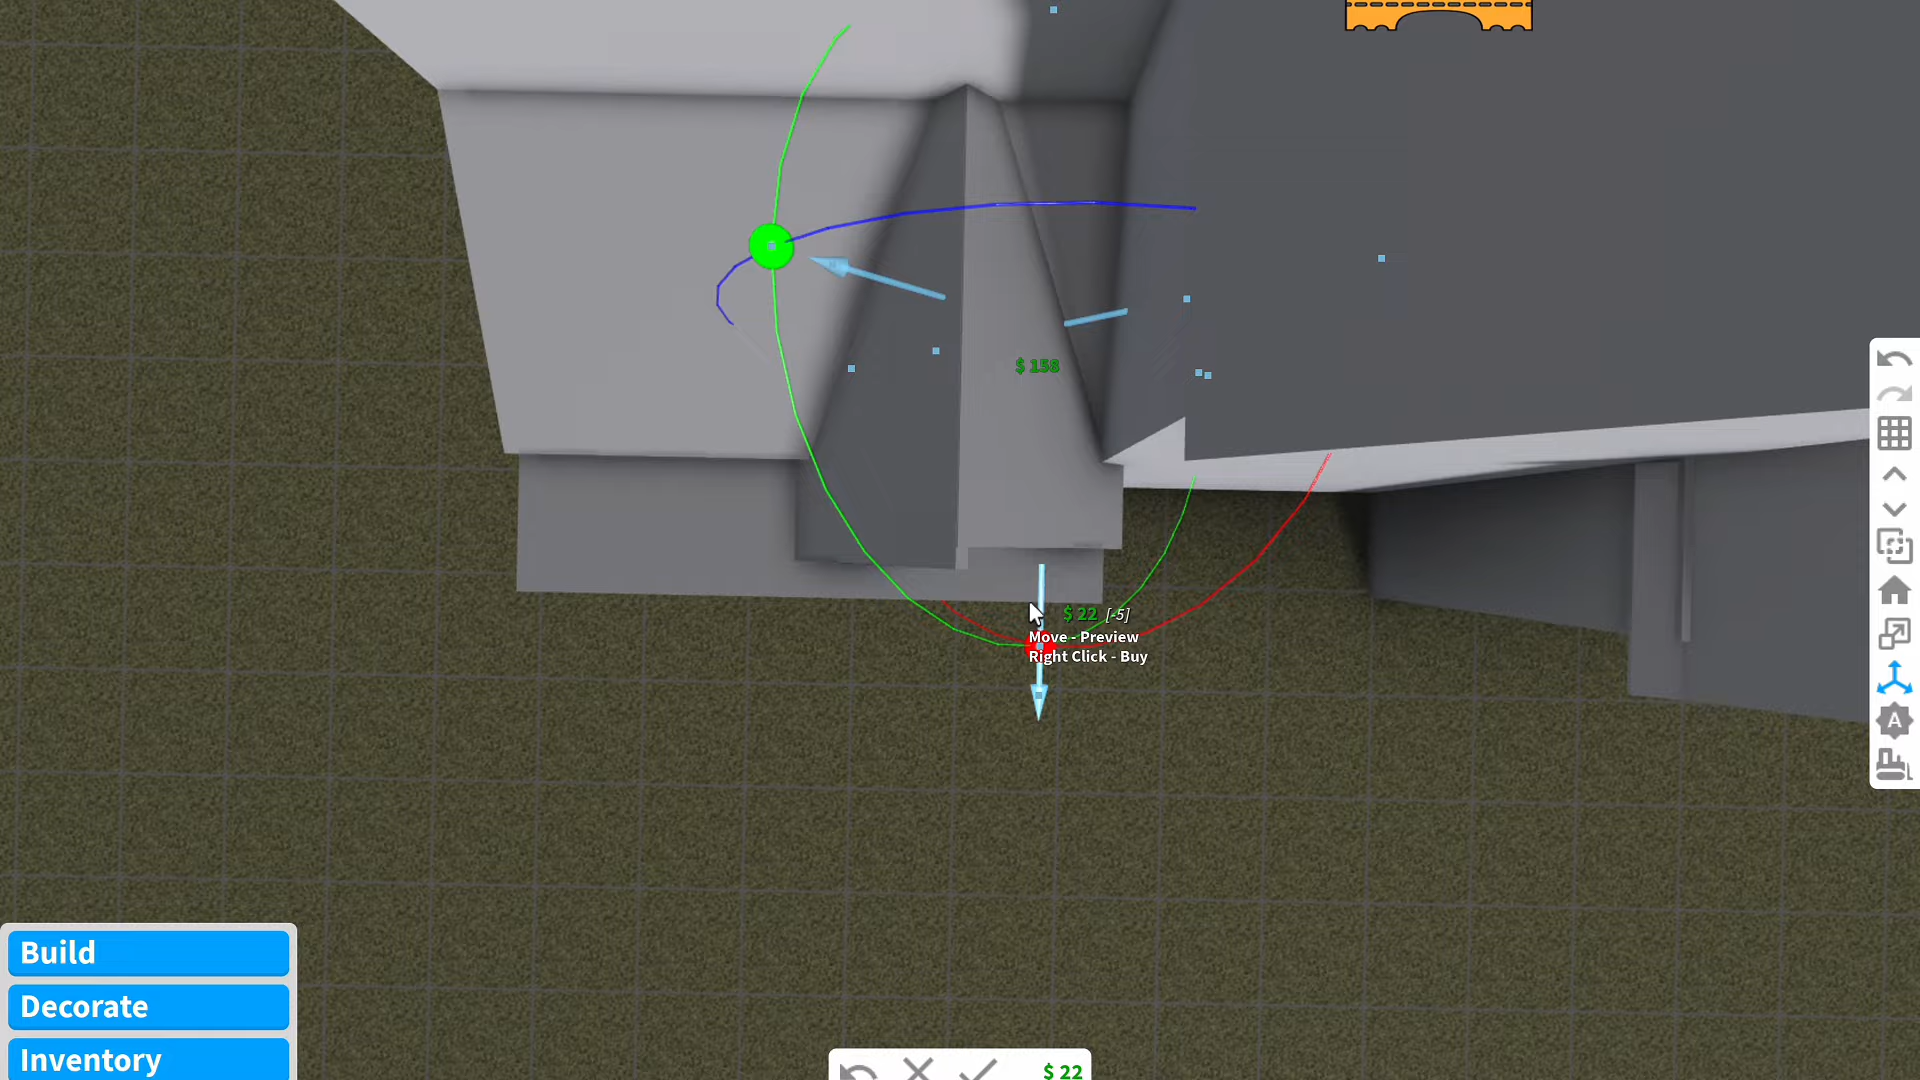 $ 158
$ 22 [-5]
Move - Preview
Right Click - Buy
A
Build
Decorate
Inventory
$ 22